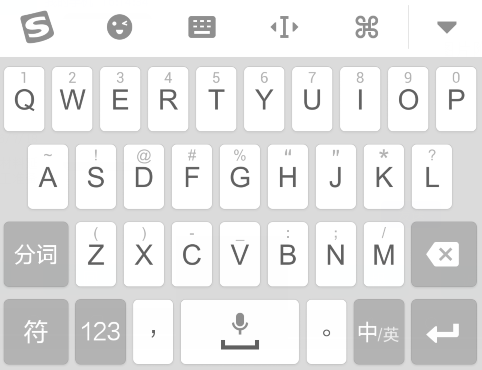 S
1 2 3 4 5 6 7 8 9 0
Q W E R T Y U I O P
~ ! @ # % “ ” * ?
A S D F G H J K L
( ) - _ : ; /
分词 Z X C V B N M
符 123 , 。 中/英